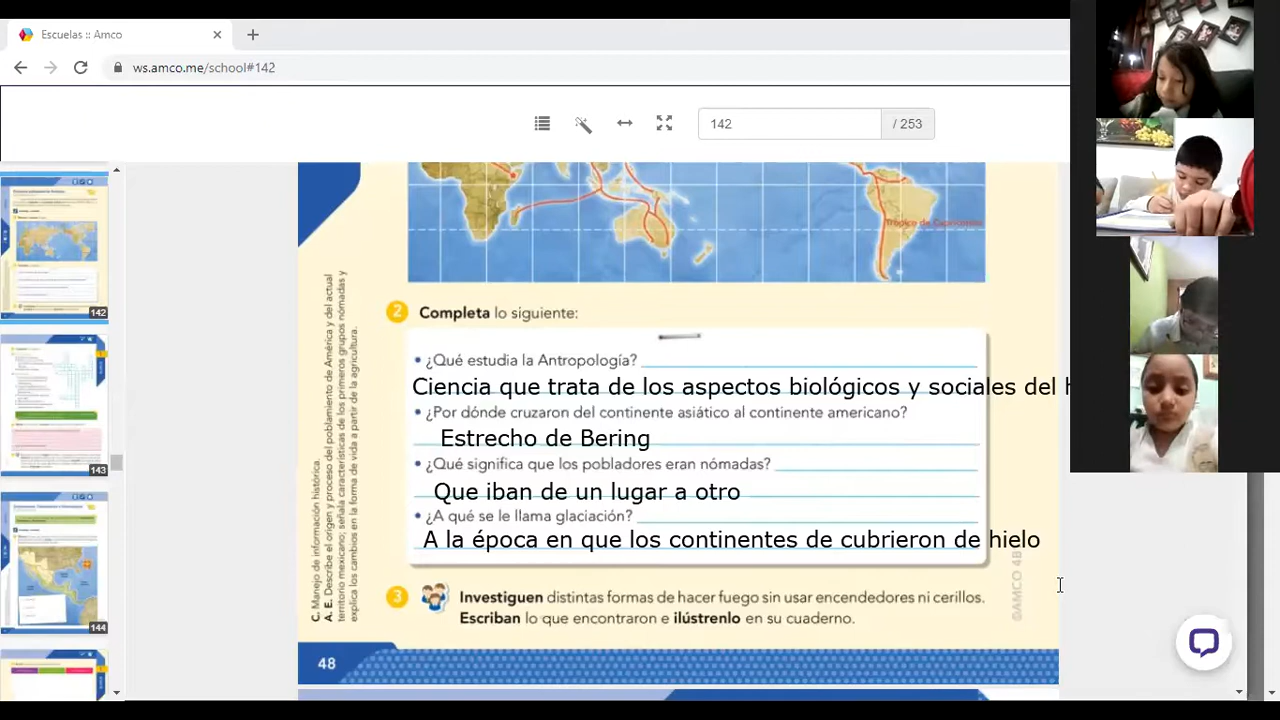 Escuelas :: Amco
ws.amco.me/school#142
142 / 253
Trópico de Capricornio
2 Completa lo siguiente:
• ¿Qué estudia la Antropología?
Ciencia que trata de los aspectos biológicos y sociales del h
• ¿Por dónde cruzaron del continente asiático al continente americano?
Estrecho de Bering
• ¿Qué significa que los pobladores eran nómadas?
Que iban de un lugar a otro
• ¿A qué se le llama glaciación?
A la época en que los continentes de cubrieron de hielo
3 Investiguen distintas formas de hacer fuego sin usar encendedores ni cerillos.
Escriban lo que encontraron e ilústrenlo en su cuaderno.
C. Manejo de información histórica.
A. E. Describe el origen y proceso del poblamiento de América y del actual
territorio mexicano; señala características de los primeros grupos nómadas y
explica los cambios en la forma de vida a partir de la agricultura.
©AMCO 4B
48
142
143
144